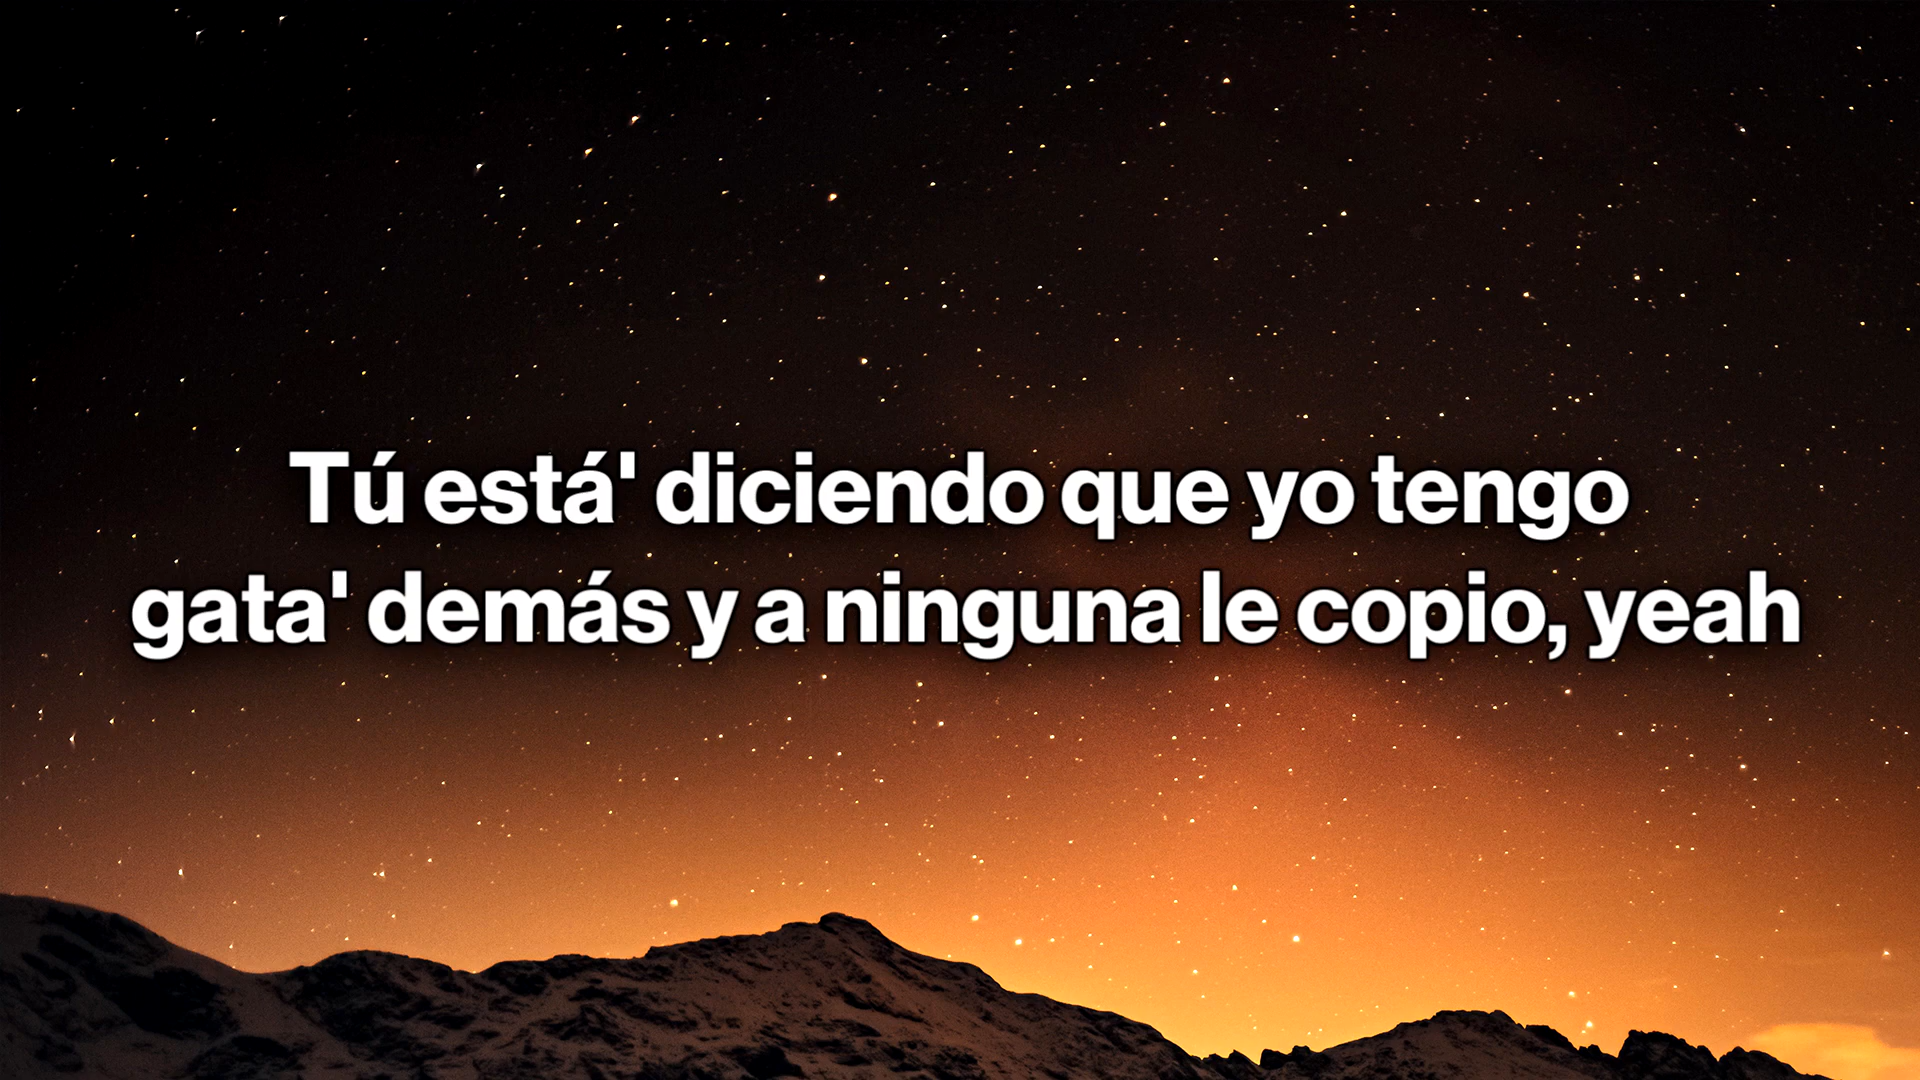 Tú está' diciendo que yo tengo
gata' demás y a ninguna le copio, yeah